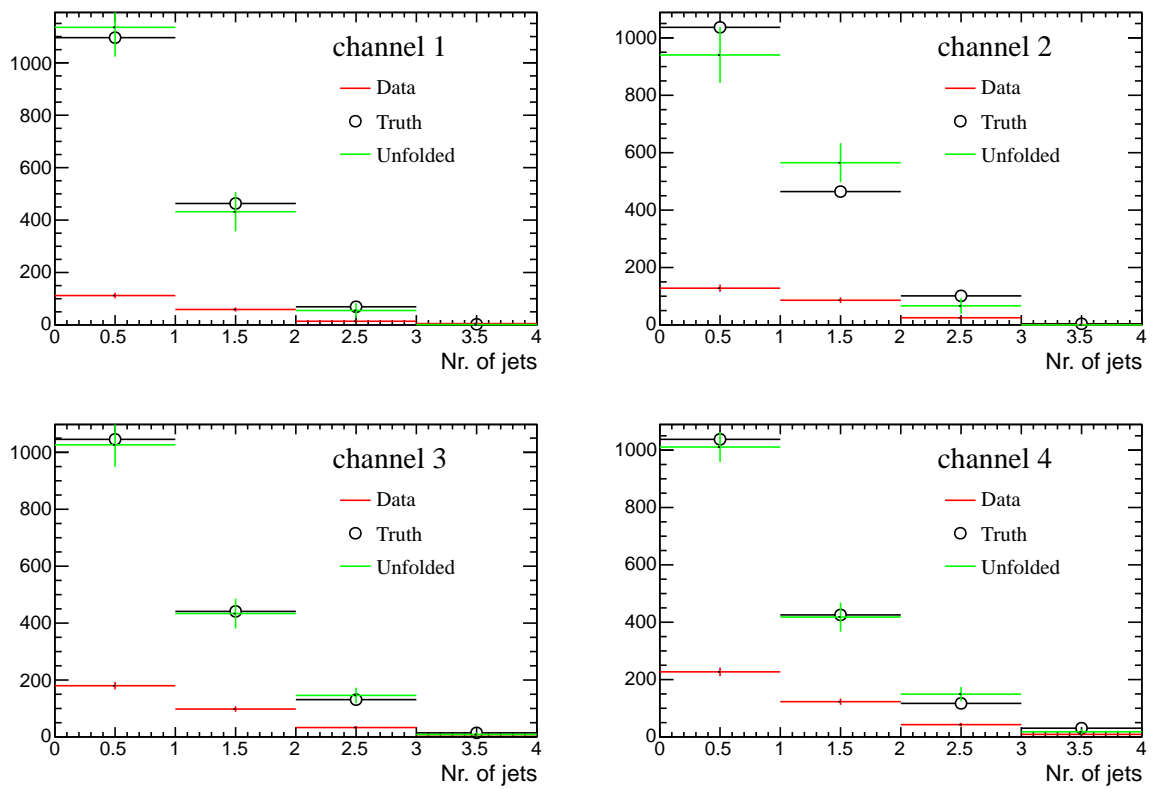 channel 1
Data
Truth
Unfolded
1000
800
600
400
200
0
0 0.5 1 1.5 2 2.5 3 3.5 4
Nr. of jets
channel 2
Data
Truth
Unfolded
1000
800
600
400
200
0
0 0.5 1 1.5 2 2.5 3 3.5 4
Nr. of jets
channel 3
Data
Truth
Unfolded
1000
800
600
400
200
0
0 0.5 1 1.5 2 2.5 3 3.5 4
Nr. of jets
channel 4
Data
Truth
Unfolded
1000
800
600
400
200
0
0 0.5 1 1.5 2 2.5 3 3.5 4
Nr. of jets